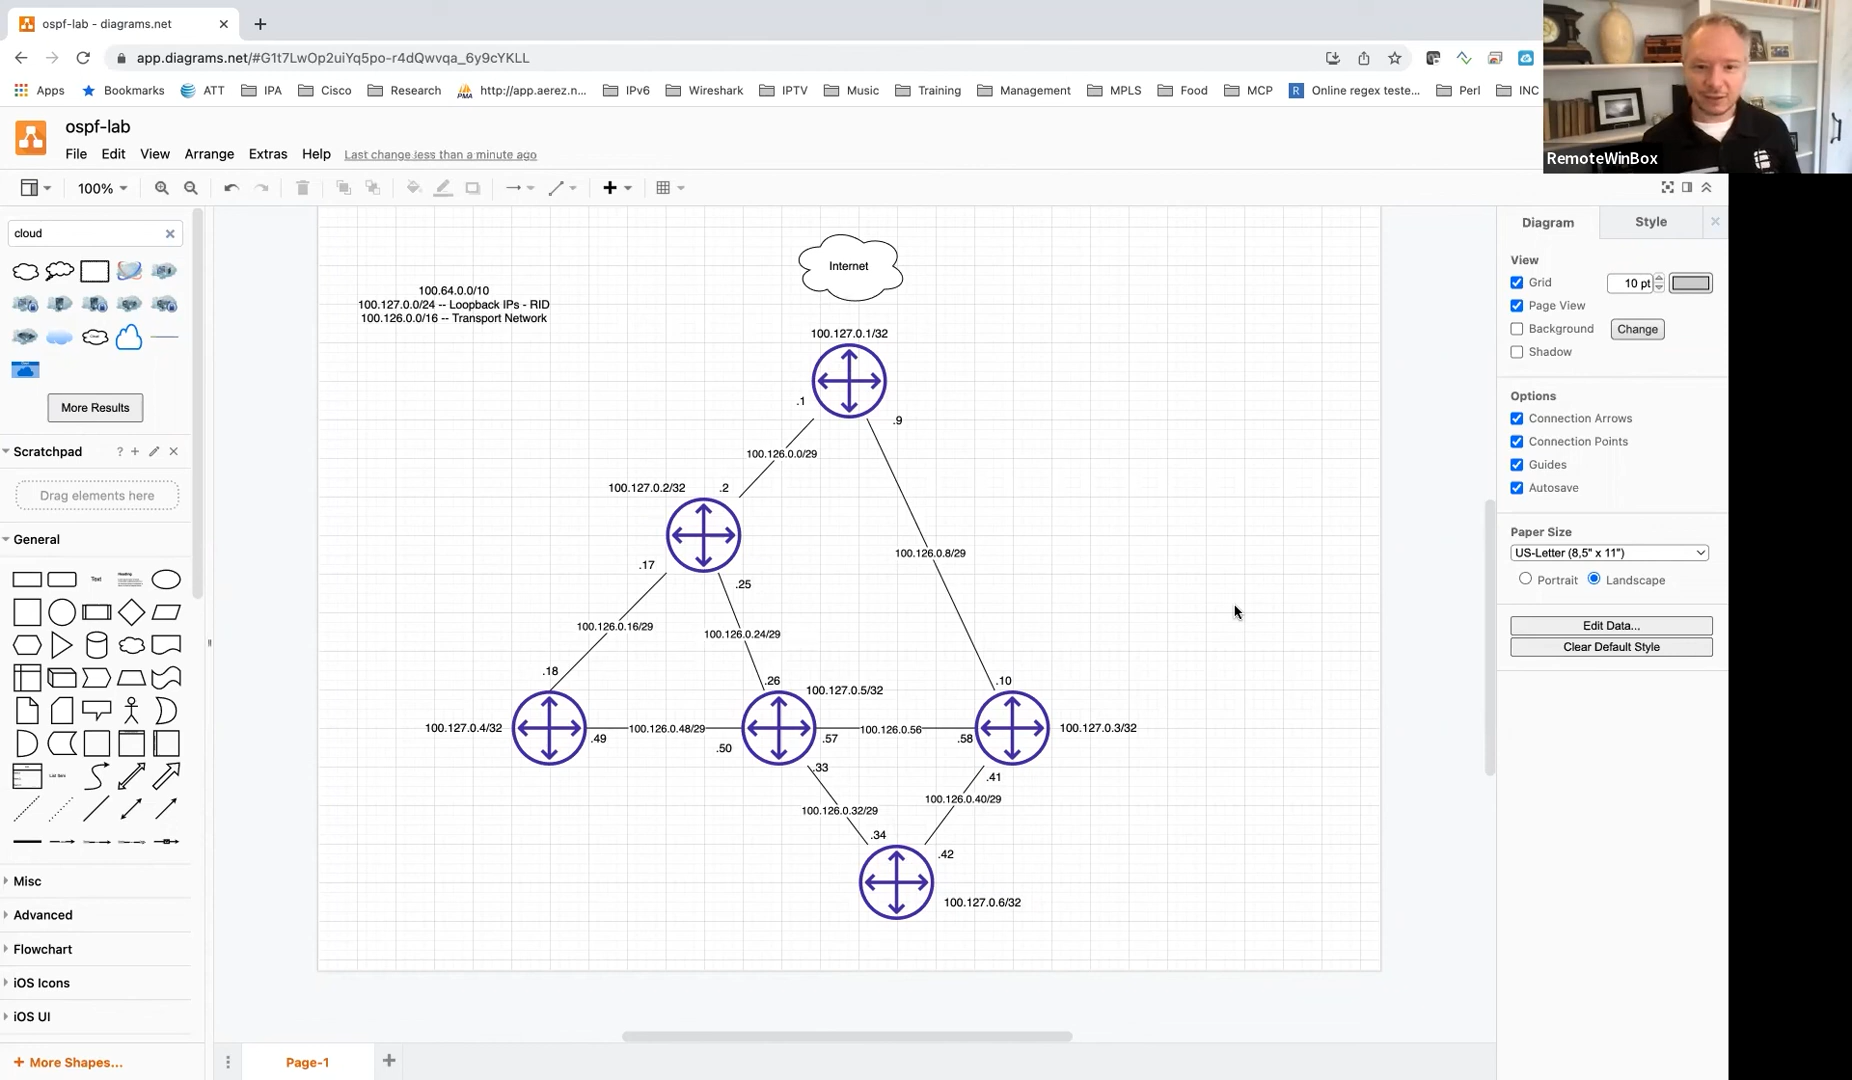 ospf-lab - diagrams.net
app.diagrams.net/#G1t7LwOp2uiYq5po-r4dQwvqa_6y9cYKLL
Apps
Bookmarks
ATT
IPA
Cisco
Research
http://app.aerez.n...
IPv6
Wireshark
IPTV
Music
Training
Management
MPLS
Food
MCP
Online regex teste...
Perl
INC
RemoteWinBox
ospf-lab
File
Edit
View
Arrange
Extras
Help
Last change less than a minute ago
100%
cloud
More Results
Scratchpad
Drag elements here
General
Text
Heading
Misc
Advanced
Flowchart
iOS Icons
iOS UI
+ More Shapes...
Page-1
Internet
100.64.0.0/10
100.127.0.0/24 -- Loopback IPs - RID
100.126.0.0/16 -- Transport Network
100.127.0.1/32
.1
.9
100.126.0.0/29
100.127.0.2/32
.2
100.126.0.8/29
.17
.25
100.126.0.16/29
100.126.0.24/29
.18
.26
.10
100.127.0.5/32
100.127.0.4/32
100.126.0.48/29
100.126.0.56
100.127.0.3/32
.49
.50
.57
.58
.33
.41
100.126.0.32/29
100.126.0.40/29
.34
.42
100.127.0.6/32
Diagram
Style
View
Grid
10 pt
Page View
Background
Change
Shadow
Options
Connection Arrows
Connection Points
Guides
Autosave
Paper Size
US-Letter (8,5" x 11")
Portrait
Landscape
Edit Data...
Clear Default Style